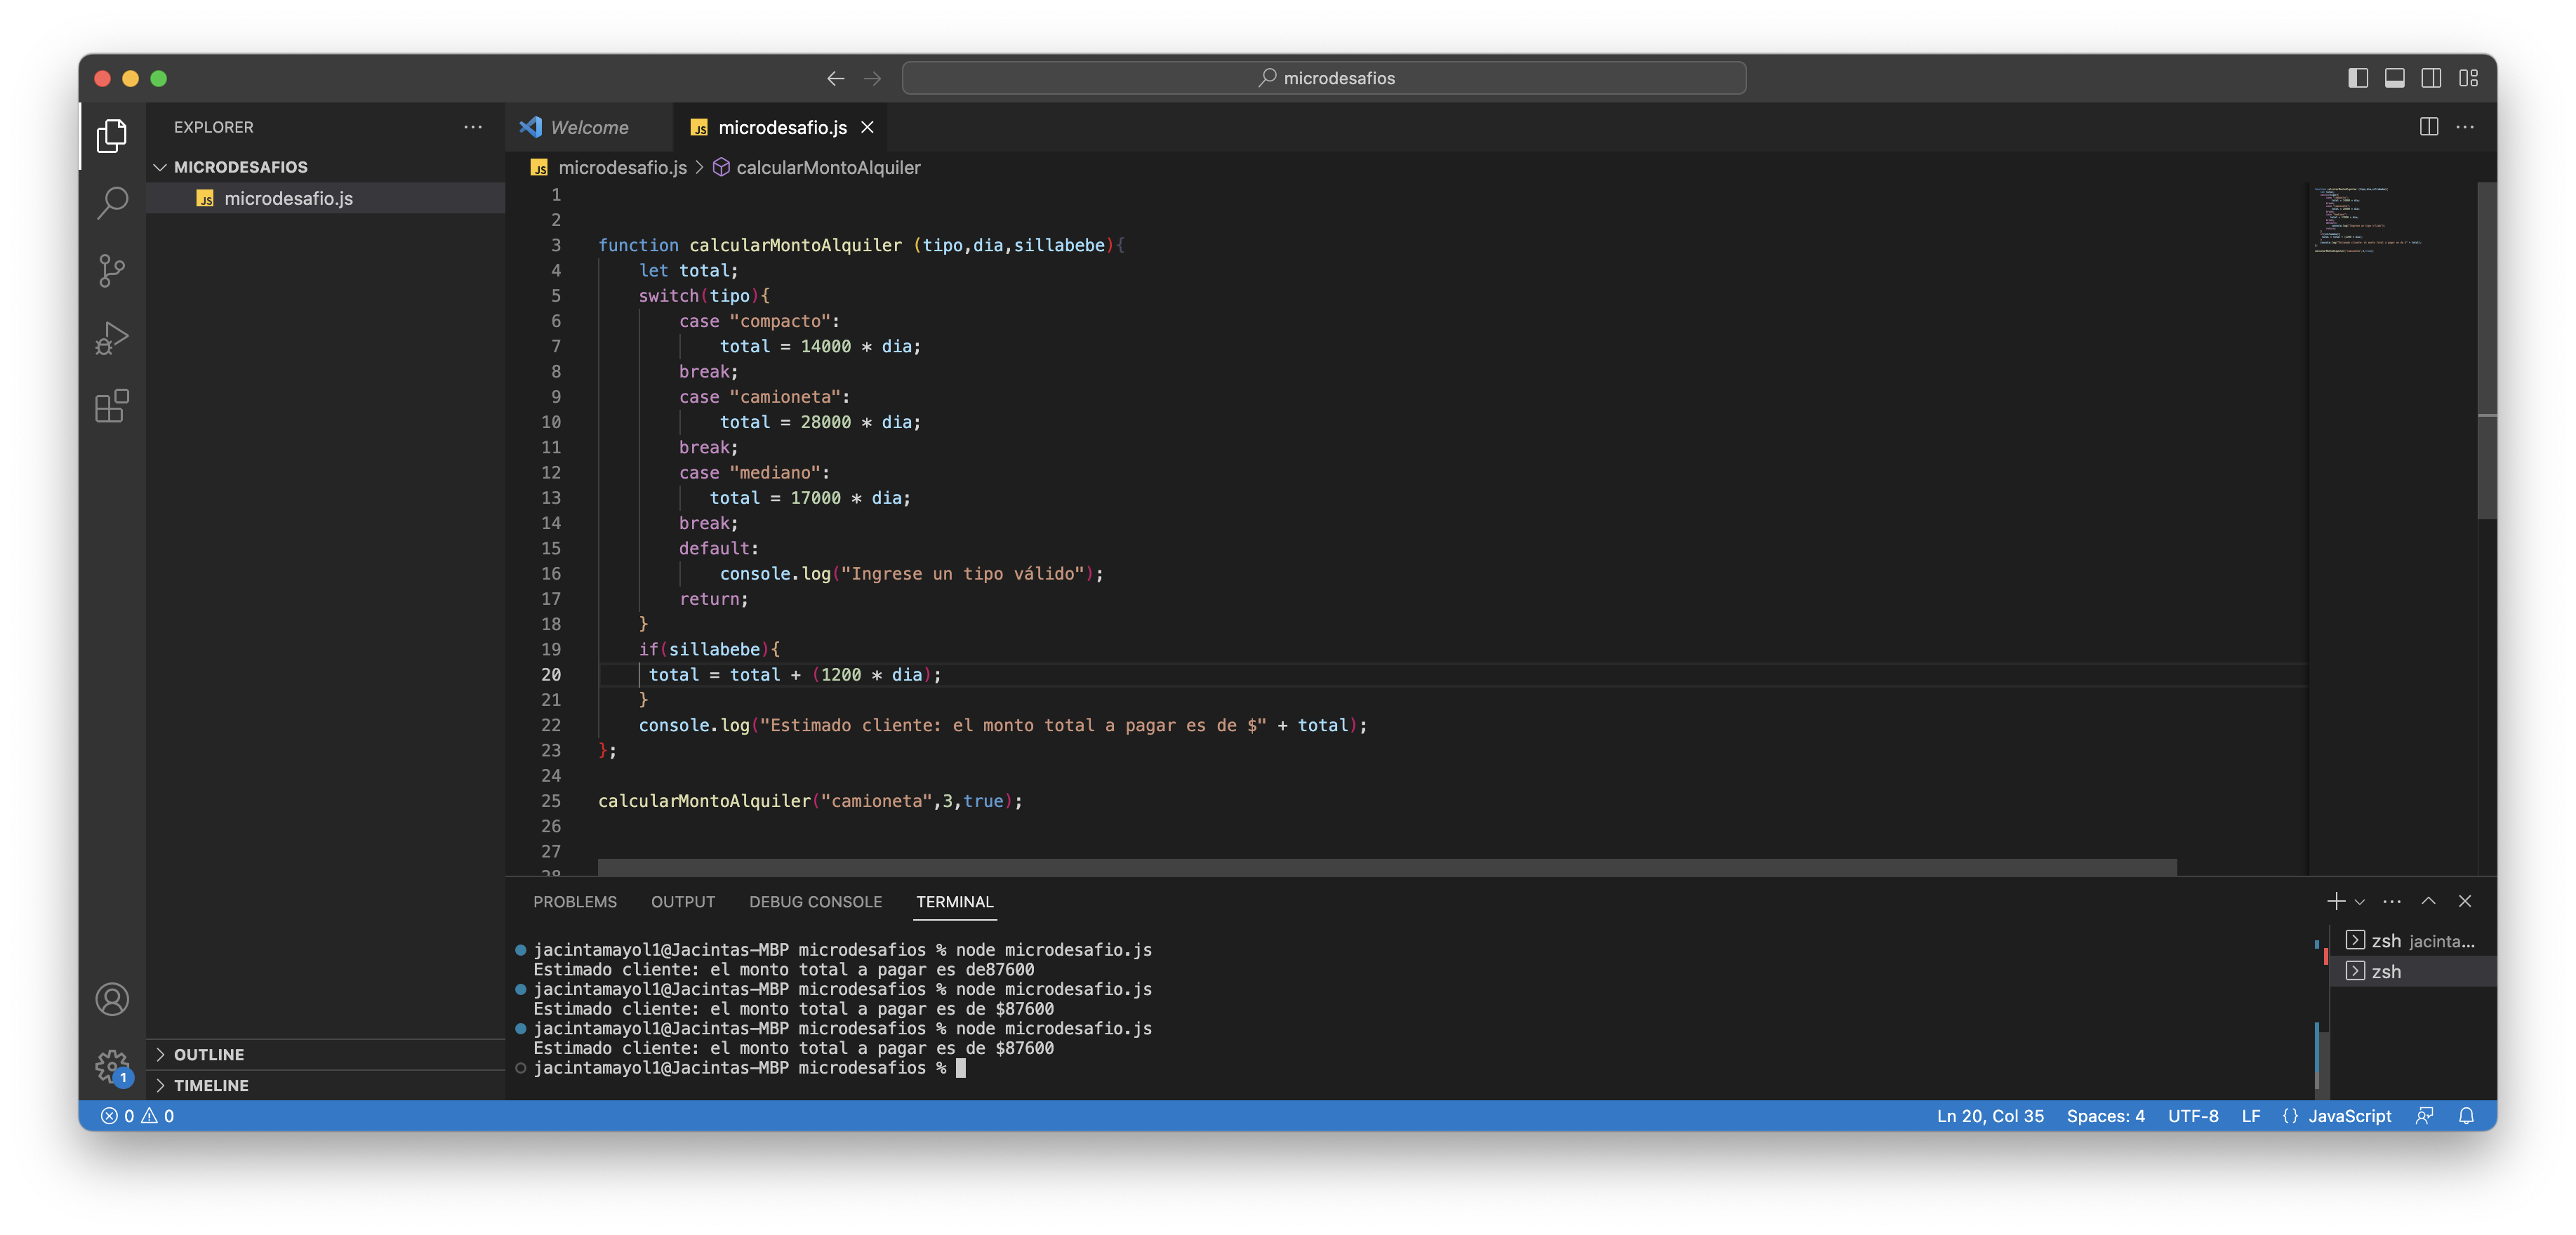 microdesafios
EXPLORER
MICRODESAFIOS
microdesafio.js
Welcome
JS microdesafio.js
JS microdesafio.js > calcularMontoAlquiler
1
2
3 function calcularMontoAlquiler (tipo,dia,sillabebe){
4 let total;
5 switch(tipo){
6 case "compacto":
7 total = 14000 * dia;
8 break;
9 case "camioneta":
10 total = 28000 * dia;
11 break;
12 case "mediano":
13 total = 17000 * dia;
14 break;
15 default:
16 console.log("Ingrese un tipo válido");
17 return;
18 }
19 if(sillabebe){
20 total = total + (1200 * dia);
21 }
22 console.log("Estimado cliente: el monto total a pagar es de $" + total);
23 };
24
25 calcularMontoAlquiler("camioneta",3,true);
26
27
28
PROBLEMS OUTPUT DEBUG CONSOLE TERMINAL
jacintamayol1@Jacintas-MBP microdesafios % node microdesafio.js
Estimado cliente: el monto total a pagar es de87600
jacintamayol1@Jacintas-MBP microdesafios % node microdesafio.js
Estimado cliente: el monto total a pagar es de $87600
jacintamayol1@Jacintas-MBP microdesafios % node microdesafio.js
Estimado cliente: el monto total a pagar es de $87600
jacintamayol1@Jacintas-MBP microdesafios %
zsh jacinta...
zsh
OUTLINE
TIMELINE
1
0 0
Ln 20, Col 35 Spaces: 4 UTF-8 LF {} JavaScript